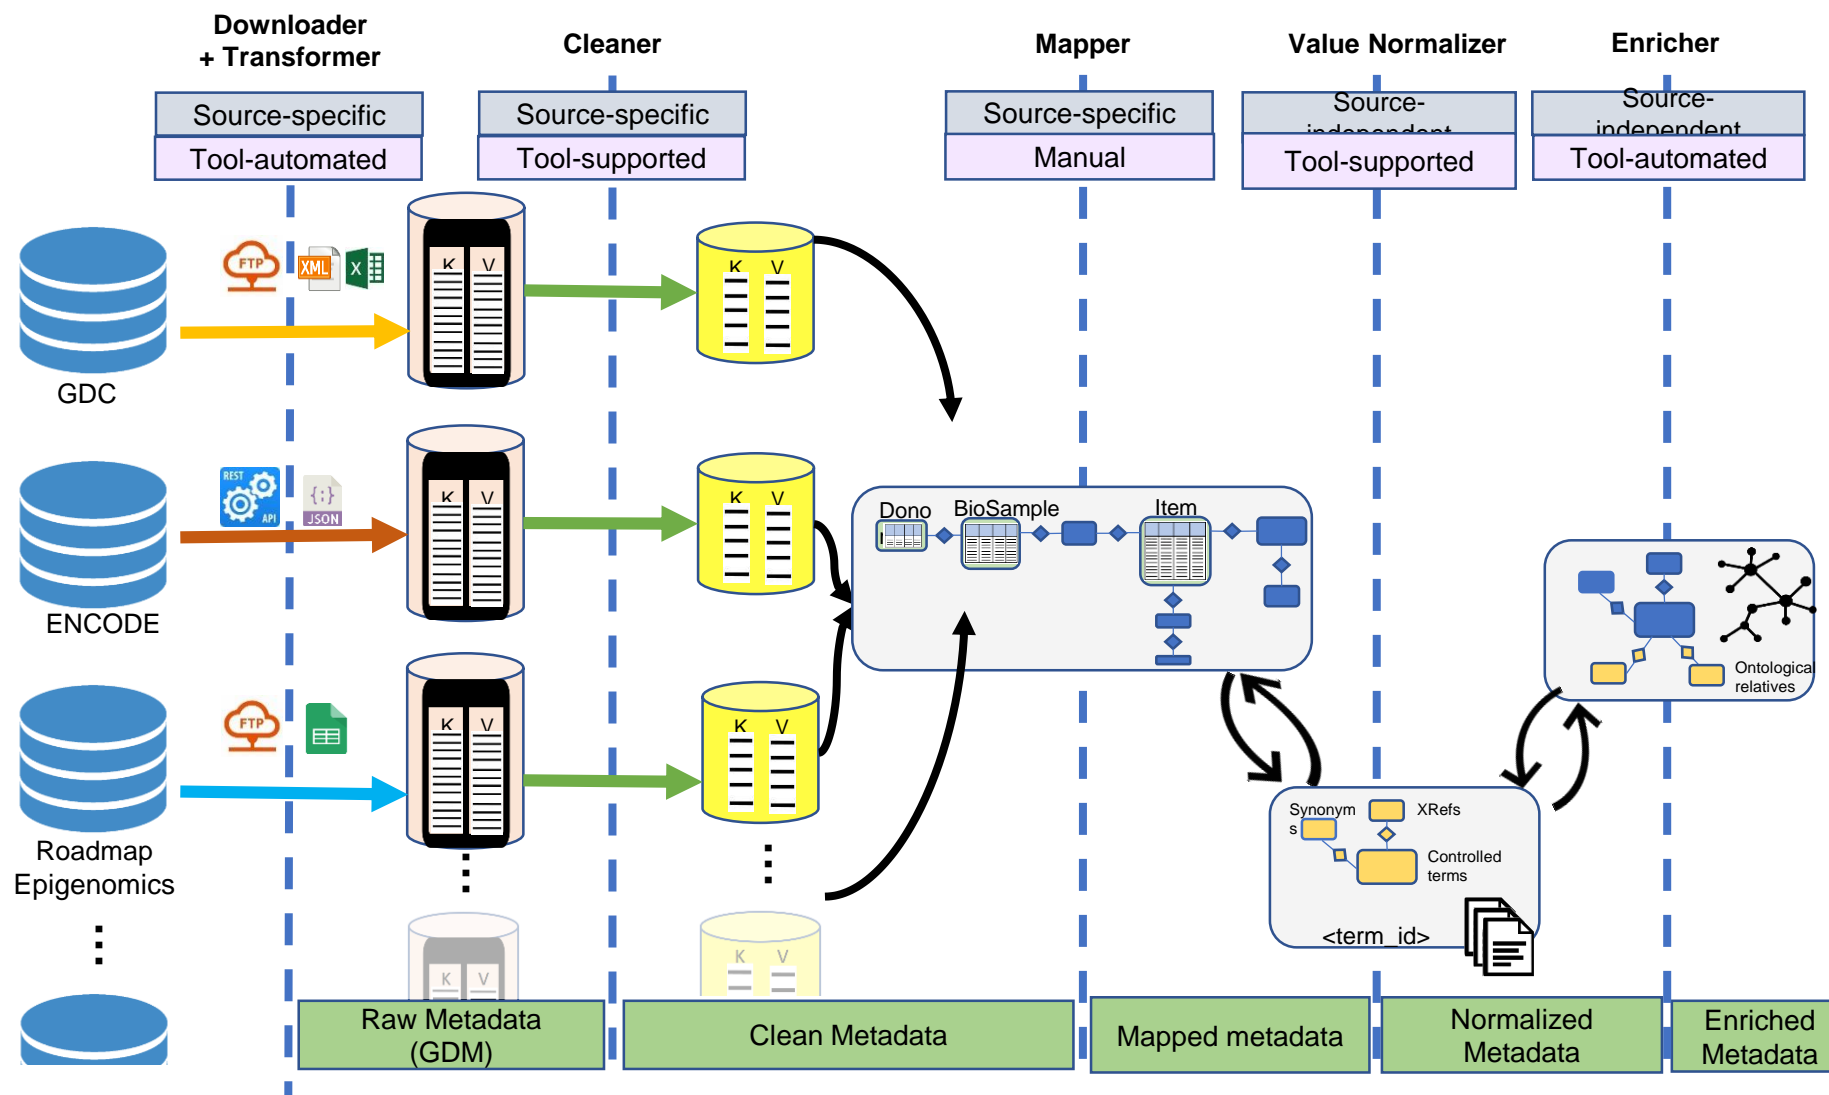 Downloader
+ Transformer
Cleaner
Mapper
Value Normalizer
Enricher
Source-specific
Tool-automated
Source-specific
Tool-supported
Source-specific
Manual
Source-
independent
Tool-supported
Source-
independent
Tool-automated
FTP
XML
X
K V
K V
GDC
REST
API
{;}
JSON
K V
K V
ENCODE
Dono
BioSample
Item
Ontological
relatives
FTP
K V
K V
Roadmap
Epigenomics
Synonym
s
XRefs
Controlled
terms
<term_id>
K V
K V
Raw Metadata
(GDM)
Clean Metadata
Mapped metadata
Normalized
Metadata
Enriched
Metadata